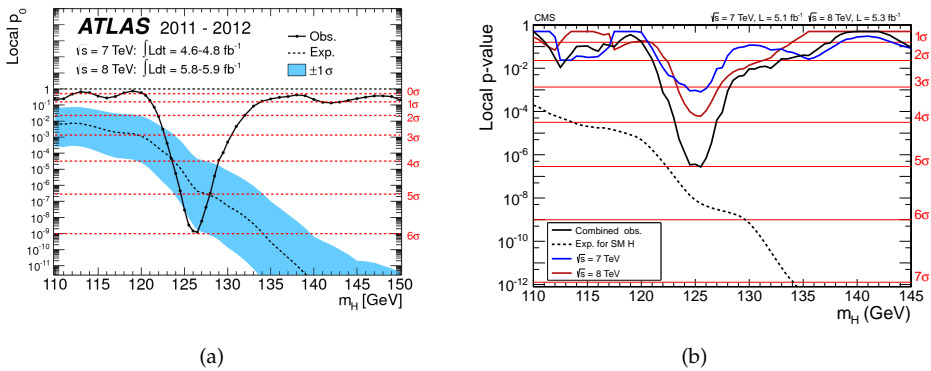 ATLAS 2011 - 2012
√s = 7 TeV: ∫Ldt = 4.6-4.8 fb⁻¹
√s = 8 TeV: ∫Ldt = 5.8-5.9 fb⁻¹
Obs.
Exp.
±1 σ
Local p₀
1
10⁻¹
10⁻²
10⁻³
10⁻⁴
10⁻⁵
10⁻⁶
10⁻⁷
10⁻⁸
10⁻⁹
10⁻¹⁰
10⁻¹¹
0σ
1σ
2σ
3σ
4σ
5σ
6σ
110 115 120 125 130 135 140 145 150
m_H [GeV]
(a)
CMS √s = 7 TeV, L = 5.1 fb⁻¹ √s = 8 TeV, L = 5.3 fb⁻¹
Local p-value
1
10⁻²
10⁻⁴
10⁻⁶
10⁻⁸
10⁻¹⁰
10⁻¹²
1σ
2σ
3σ
4σ
5σ
6σ
7σ
Combined obs.
Exp. for SM H
√s = 7 TeV
√s = 8 TeV
110 115 120 125 130 135 140 145
m_H (GeV)
(b)